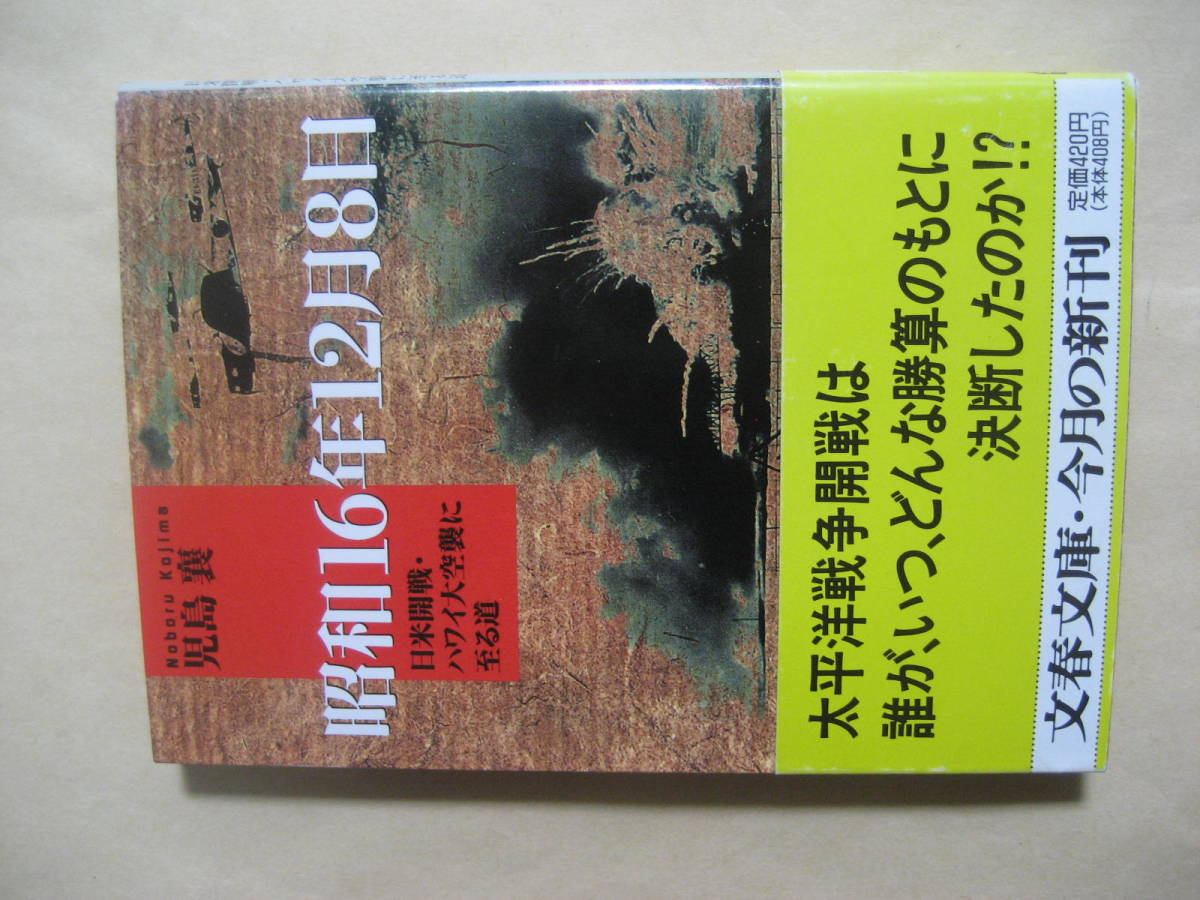 Noboru Kojima
児島 襄
昭和16年12月8日
日米開戦・
ハワイ大空襲に
至る道
太平洋戦争開戦は
誰が、いつ、どんな勝算のもとに
決断したのか!?
文春文庫・今月の新刊
定価420円
(本体408円)